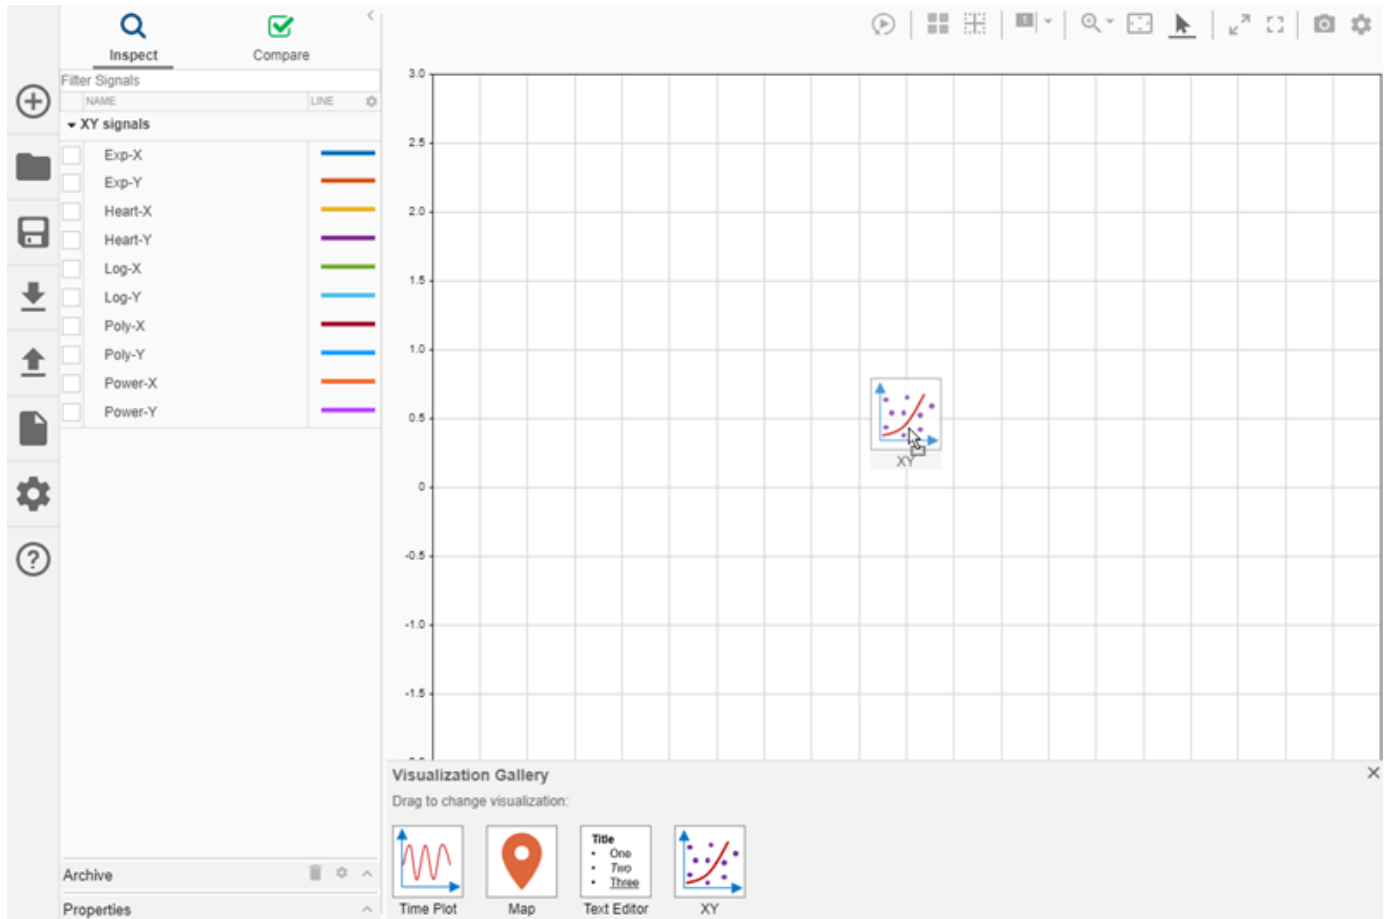 Inspect
Compare
Filter Signals
NAME
LINE
XY signals
Exp-X
Exp-Y
Heart-X
Heart-Y
Log-X
Log-Y
Poly-X
Poly-Y
Power-X
Power-Y
Archive
Properties
1
3.0
2.5
2.0
1.5
1.0
0.5
0
-0.5
-1.0
-1.5
XY
Visualization Gallery
Drag to change visualization:
Title
• One
• Two
• Three
Time Plot
Map
Text Editor
XY